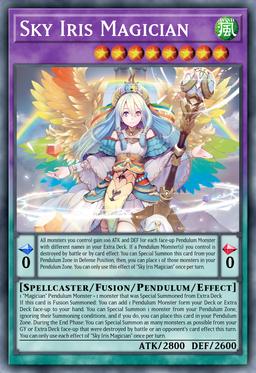 Sky Iris Magician
瘋
All monsters you control gain 100 ATK and DEF for each face-up Pendulum Monster
with different names in your Extra Deck. If a Pendulum Monster(s) you control is
destroyed by battle or by card effect: You can Special Summon this card from your
Pendulum Zone in Defense Position, then, you can place 1 of those monsters in your
Pendulum Zone. You can only use this effect of "Sky Iris Magician" once per turn.
0
0
[Spellcaster/Fusion/Pendulum/Effect]
1 "Magician" Pendulum Monster + 1 monster that was Special Summoned from Extra Deck
If this card is Fusion Summoned: You can add 1 Pendulum Monster from your Deck or Extra
Deck face-up to your hand. You can Special Summon 1 monster from your Pendulum Zone,
ignoring their Summoning conditions, and if you do, you can place this card in your
Pendulum Zone. During the End Phase: You can Special Summon as many monsters as possible from your
GY or Extra Deck face-up that were destroyed by battle or an opponent's card effect this turn.
You can only use each effect of "Sky Iris Magician" once per turn.
ATK/2800 DEF/2600